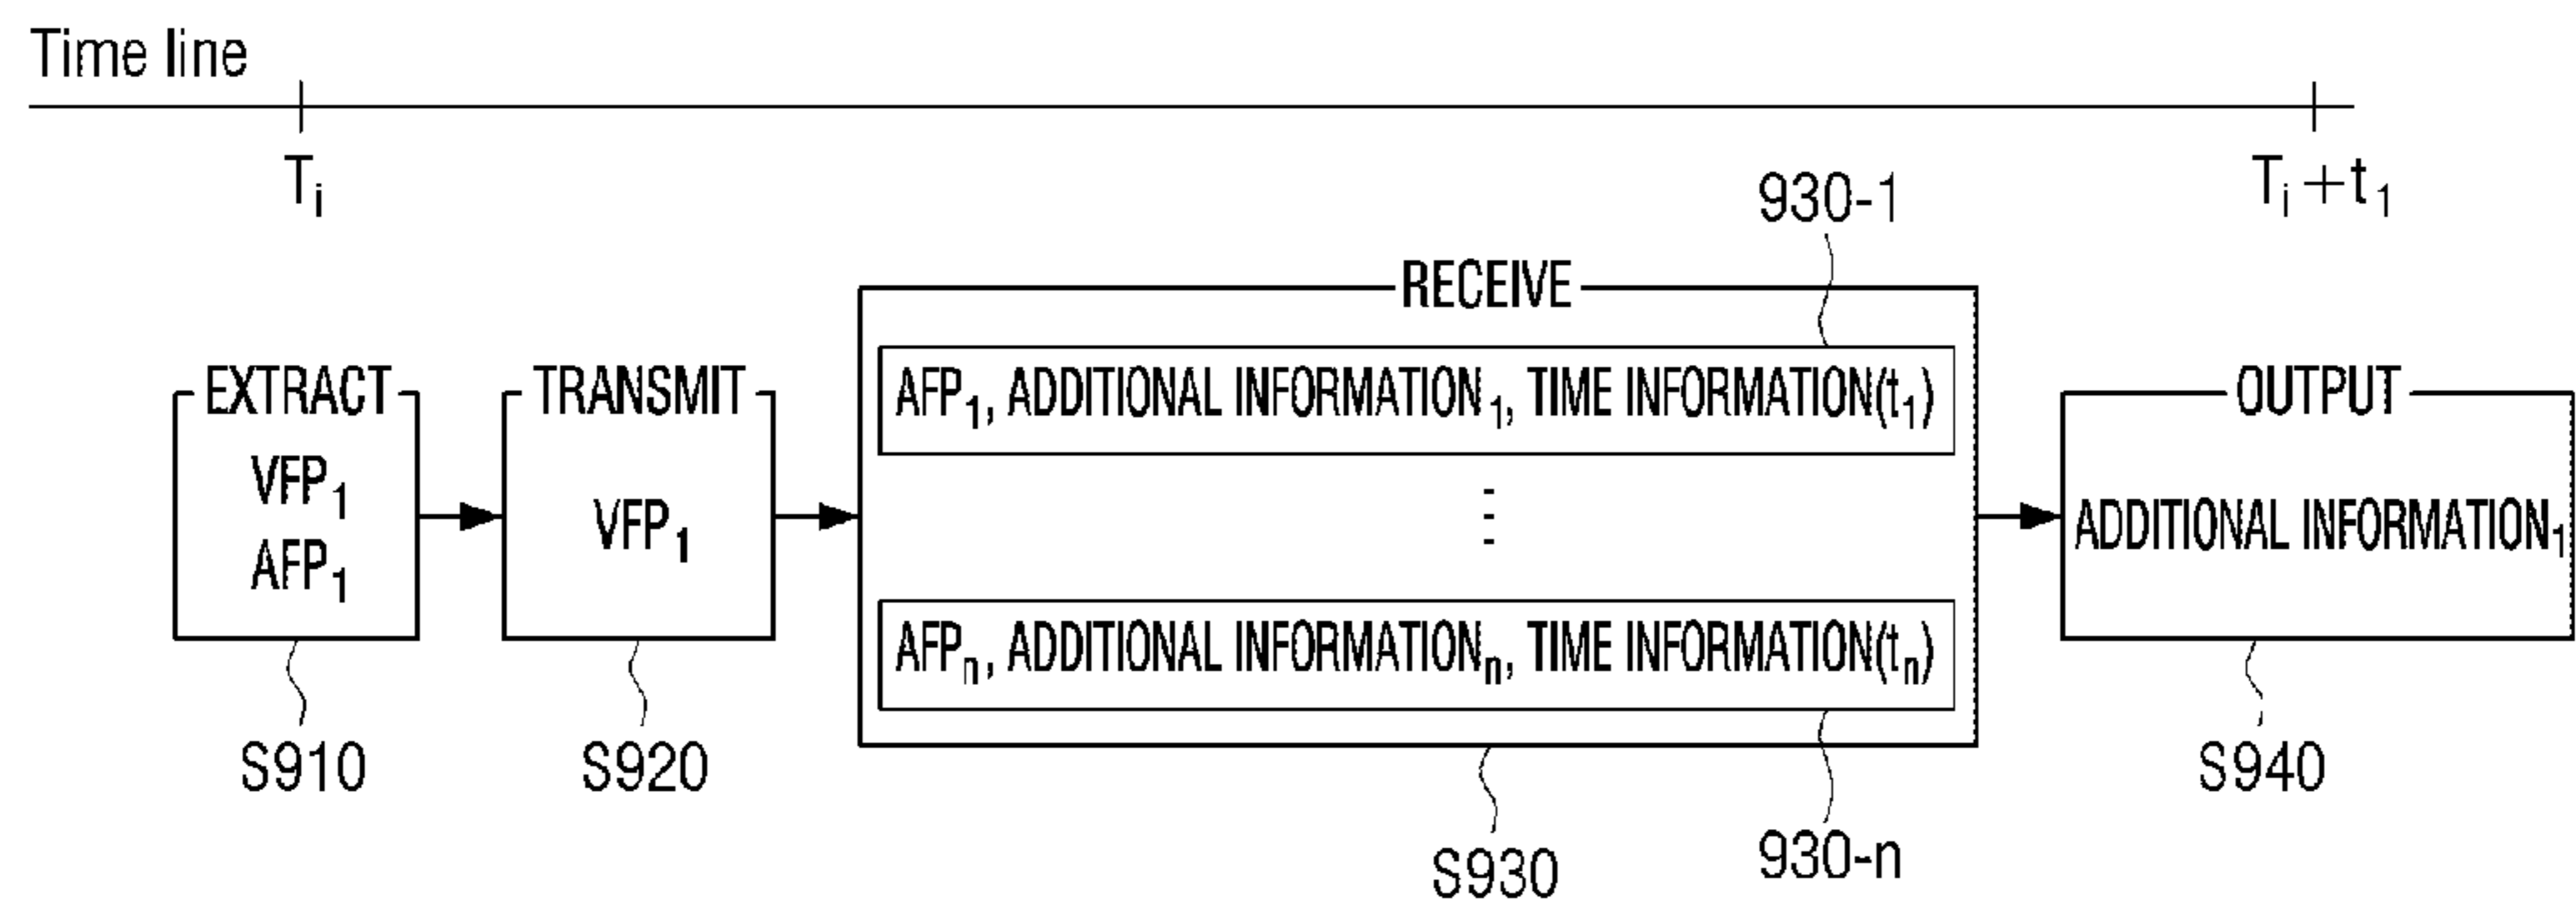 Time line
Tᵢ
Tᵢ+t₁
930-1
RECEIVE
EXTRACT
VFP₁
AFP₁
S910
TRANSMIT
VFP₁
S920
AFP₁, ADDITIONAL INFORMATION₁, TIME INFORMATION(t₁)
⋮
AFPₙ, ADDITIONAL INFORMATIONₙ, TIME INFORMATION(tₙ)
S930
930-n
OUTPUT
ADDITIONAL INFORMATION₁
S940